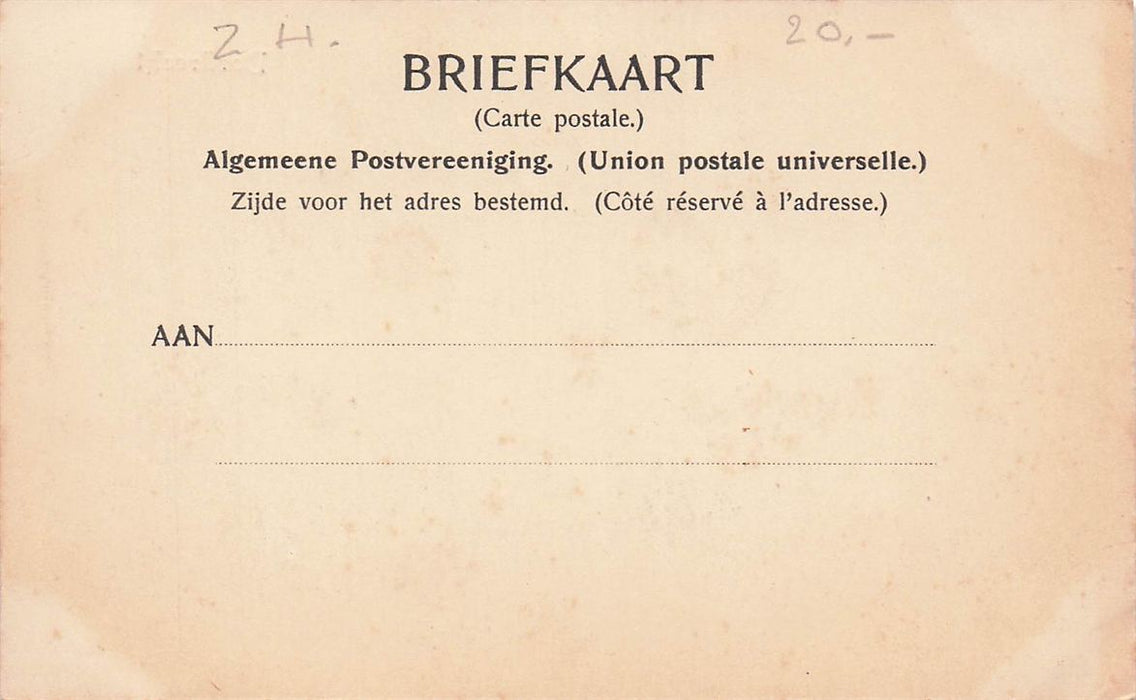 Z.H. 20,-
BRIEFKAART
(Carte postale.)
Algemeene Postvereeniging. (Union postale universelle.)
Zijde voor het adres bestemd. (Côté réservé à l'adresse.)
AAN